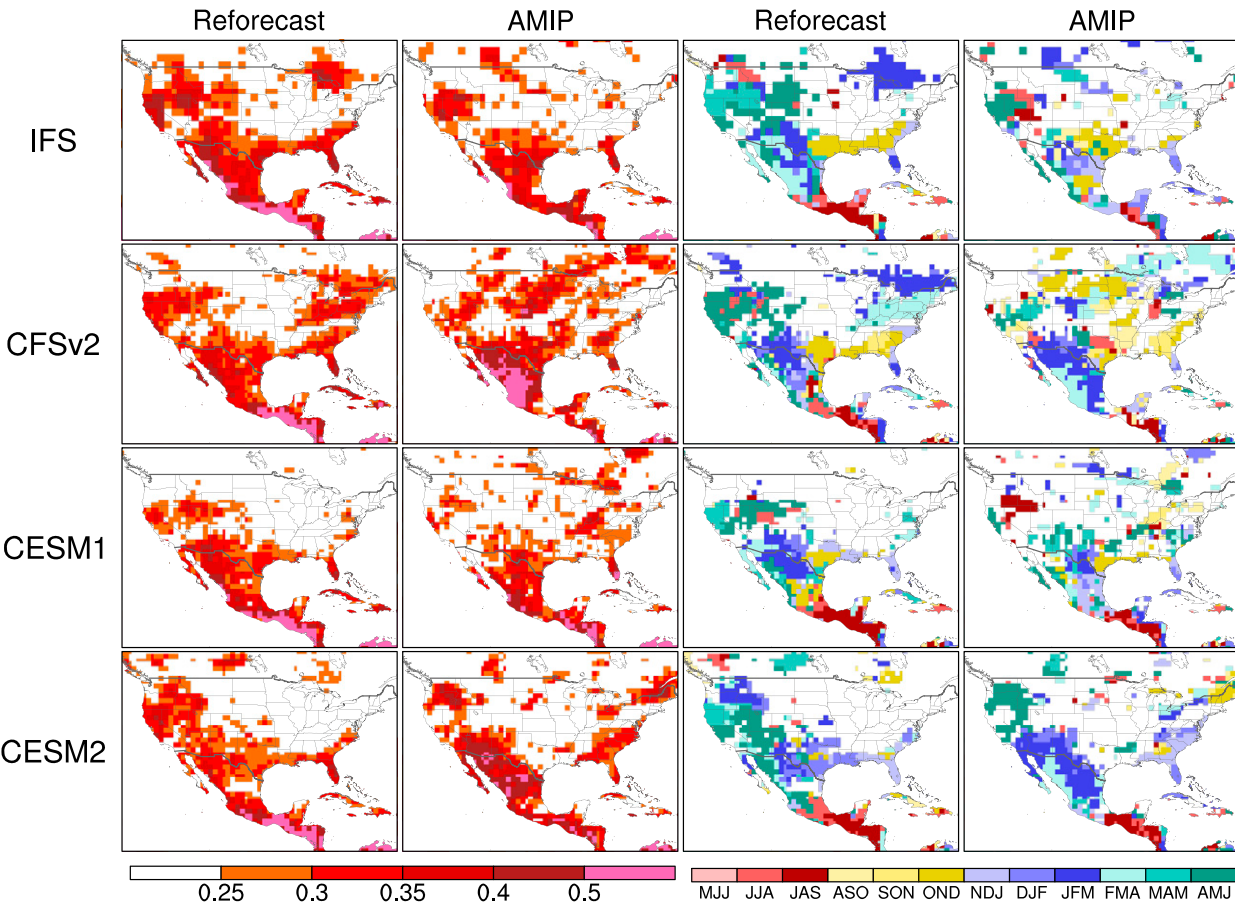 Reforecast AMIP Reforecast AMIP
IFS
CFSv2
CESM1
CESM2
0.25 0.3 0.35 0.4 0.5
MJJ JJA JAS ASO SON OND NDJ DJF JFM FMA MAM AMJ